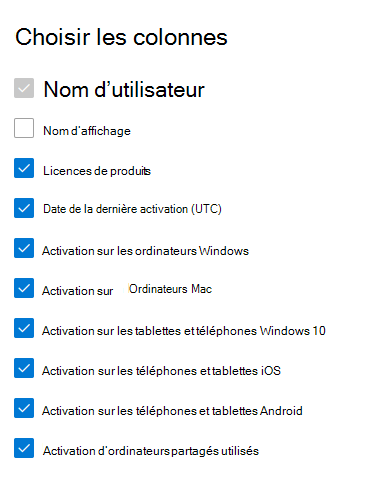 Choisir les colonnes
Nom d’utilisateur
Nom d’affichage
Licences de produits
Date de la dernière activation (UTC)
Activation sur les ordinateurs Windows
Activation sur Ordinateurs Mac
Activation sur les tablettes et téléphones Windows 10
Activation sur les téléphones et tablettes iOS
Activation sur les téléphones et tablettes Android
Activation d’ordinateurs partagés utilisés